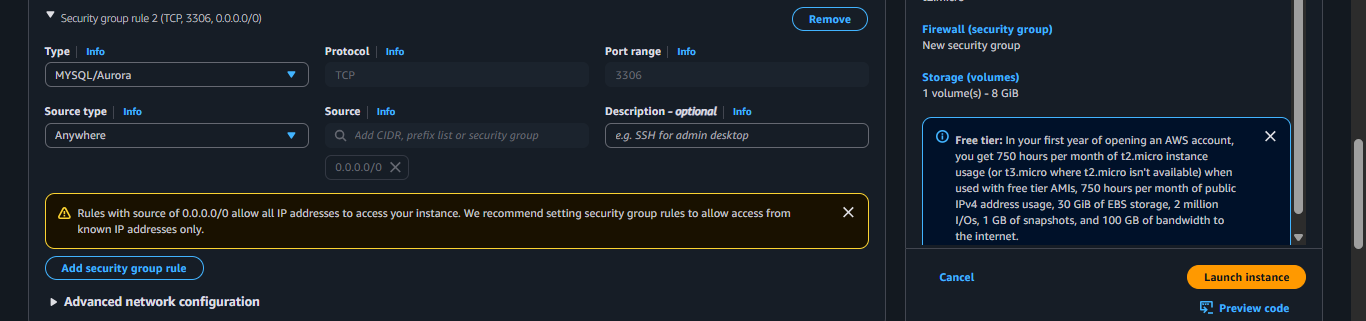 Security group rule 2 (TCP, 3306, 0.0.0.0/0)
Remove
Type Info
Protocol Info
Port range Info
MYSQL/Aurora
TCP
3306
Source type Info
Source Info
Description - optional Info
Anywhere
Add CIDR, prefix list or security group
e.g. SSH for admin desktop
0.0.0.0/0
Rules with source of 0.0.0.0/0 allow all IP addresses to access your instance. We recommend setting security group rules to allow access from
known IP addresses only.
Add security group rule
Advanced network configuration
Firewall (security group)
New security group
Storage (volumes)
1 volume(s) - 8 GiB
Free tier: In your first year of opening an AWS account,
you get 750 hours per month of t2.micro instance
usage (or t3.micro where t2.micro isn't available) when
used with free tier AMIs, 750 hours per month of public
IPv4 address usage, 30 GiB of EBS storage, 2 million
I/Os, 1 GB of snapshots, and 100 GB of bandwidth to
the internet.
Cancel
Launch instance
Preview code